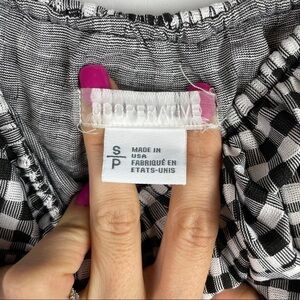 COOPERATIVE
S
P
MADE IN
USA
FABRIQUÉ EN
ETATS-UNIS